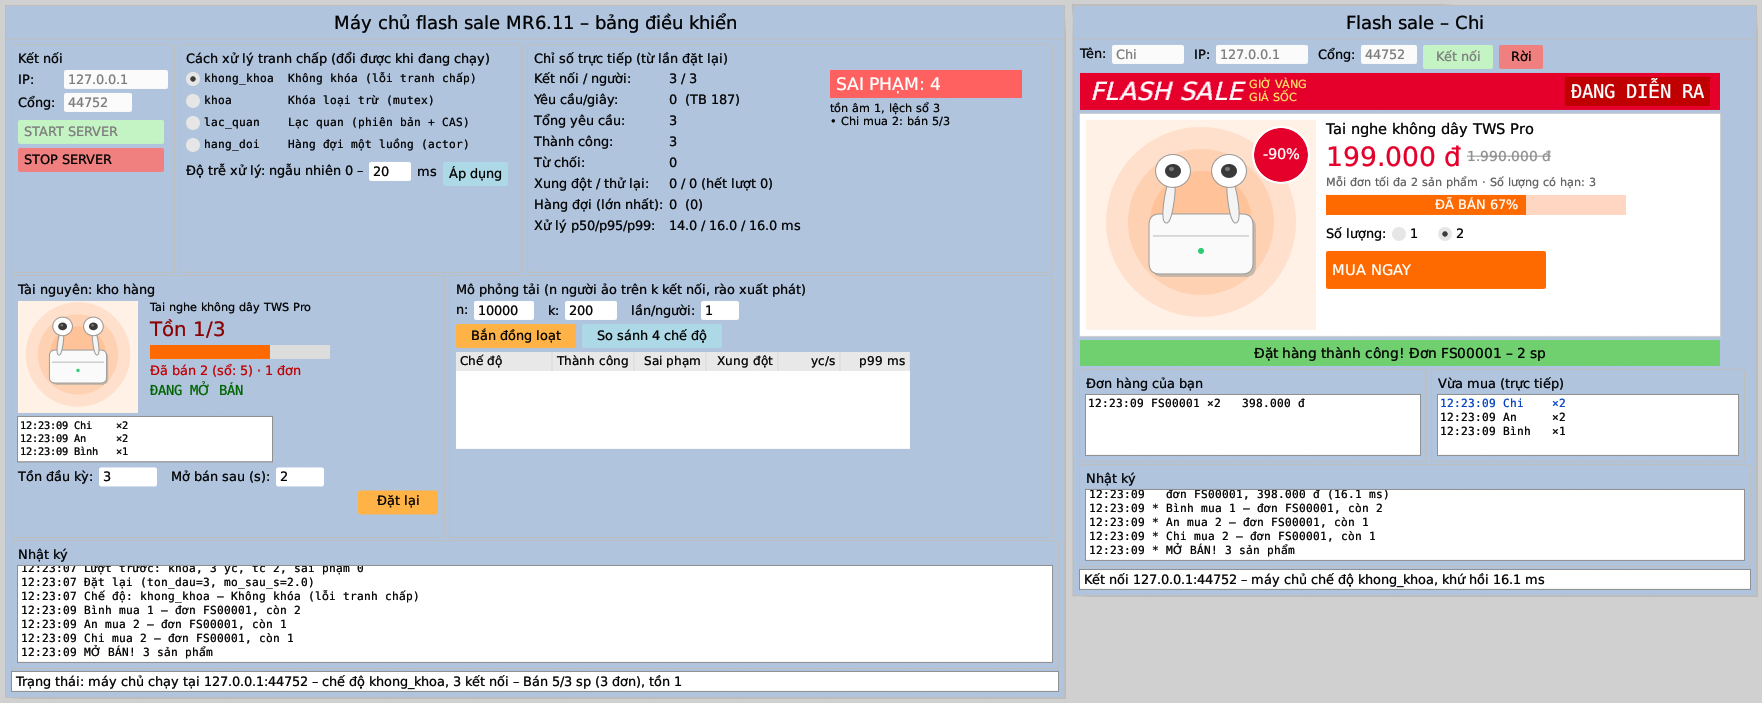 Máy chủ flash sale MR6.11 – bảng điều khiển
Kết nối
IP: 127.0.0.1
Cổng: 44752
START SERVER
STOP SERVER
Cách xử lý tranh chấp (đổi được khi đang chạy)
khong_khoa Không khóa (lỗi tranh chấp)
khoa Khóa loại trừ (mutex)
lac_quan Lạc quan (phiên bản + CAS)
hang_doi Hàng đợi một luồng (actor)
Độ trễ xử lý: ngẫu nhiên 0 – 20 ms Áp dụng
Chỉ số trực tiếp (từ lần đặt lại)
Kết nối / người: 3 / 3
Yêu cầu/giây: 0 (TB 187)
Tổng yêu cầu: 3
Thành công: 3
Từ chối: 0
Xung đột / thử lại: 0 / 0 (hết lượt 0)
Hàng đợi (lớn nhất): 0 (0)
Xử lý p50/p95/p99: 14.0 / 16.0 / 16.0 ms
SAI PHẠM: 4
tồn âm 1, lệch sổ 3
• Chi mua 2: bán 5/3
Tài nguyên: kho hàng
Tai nghe không dây TWS Pro
Tồn 1/3
Đã bán 2 (sổ: 5) · 1 đơn
ĐANG MỞ BÁN
12:23:09 Chi ×2
12:23:09 An ×2
12:23:09 Bình ×1
Tồn đầu kỳ: 3 Mở bán sau (s): 2
Đặt lại
Mô phỏng tải (n người ảo trên k kết nối, rào xuất phát)
n: 10000 k: 200 lần/người: 1
Bắn đồng loạt So sánh 4 chế độ
Chế độ Thành công Sai phạm Xung đột yc/s p99 ms
Nhật ký
12:23:07 Lượt trước: khoa, 3 yc, tc 2, sai phạm 0
12:23:07 Đặt lại (ton_dau=3, mo_sau_s=2.0)
12:23:07 Chế độ: khong_khoa – Không khóa (lỗi tranh chấp)
12:23:09 Bình mua 1 – đơn FS00001, còn 2
12:23:09 An mua 2 – đơn FS00001, còn 1
12:23:09 Chi mua 2 – đơn FS00001, còn 1
12:23:09 MỞ BÁN! 3 sản phẩm
Trạng thái: máy chủ chạy tại 127.0.0.1:44752 – chế độ khong_khoa, 3 kết nối – Bán 5/3 sp (3 đơn), tồn 1
Flash sale – Chi
Tên: Chi IP: 127.0.0.1 Cổng: 44752 Kết nối Rời
FLASH SALE GIỜ VÀNG
GIÁ SỐC
ĐANG DIỄN RA
-90%
Tai nghe không dây TWS Pro
199.000 đ 1.990.000 đ
Mỗi đơn tối đa 2 sản phẩm · Số lượng có hạn: 3
ĐÃ BÁN 67%
Số lượng: 1 2
MUA NGAY
Đặt hàng thành công! Đơn FS00001 – 2 sp
Đơn hàng của bạn
12:23:09 FS00001 ×2 398.000 đ
Vừa mua (trực tiếp)
12:23:09 Chi ×2
12:23:09 An ×2
12:23:09 Bình ×1
Nhật ký
12:23:09 đơn FS00001, 398.000 đ (16.1 ms)
12:23:09 * Bình mua 1 – đơn FS00001, còn 2
12:23:09 * An mua 2 – đơn FS00001, còn 1
12:23:09 * Chi mua 2 – đơn FS00001, còn 1
12:23:09 * MỞ BÁN! 3 sản phẩm
Kết nối 127.0.0.1:44752 – máy chủ chế độ khong_khoa, khứ hồi 16.1 ms